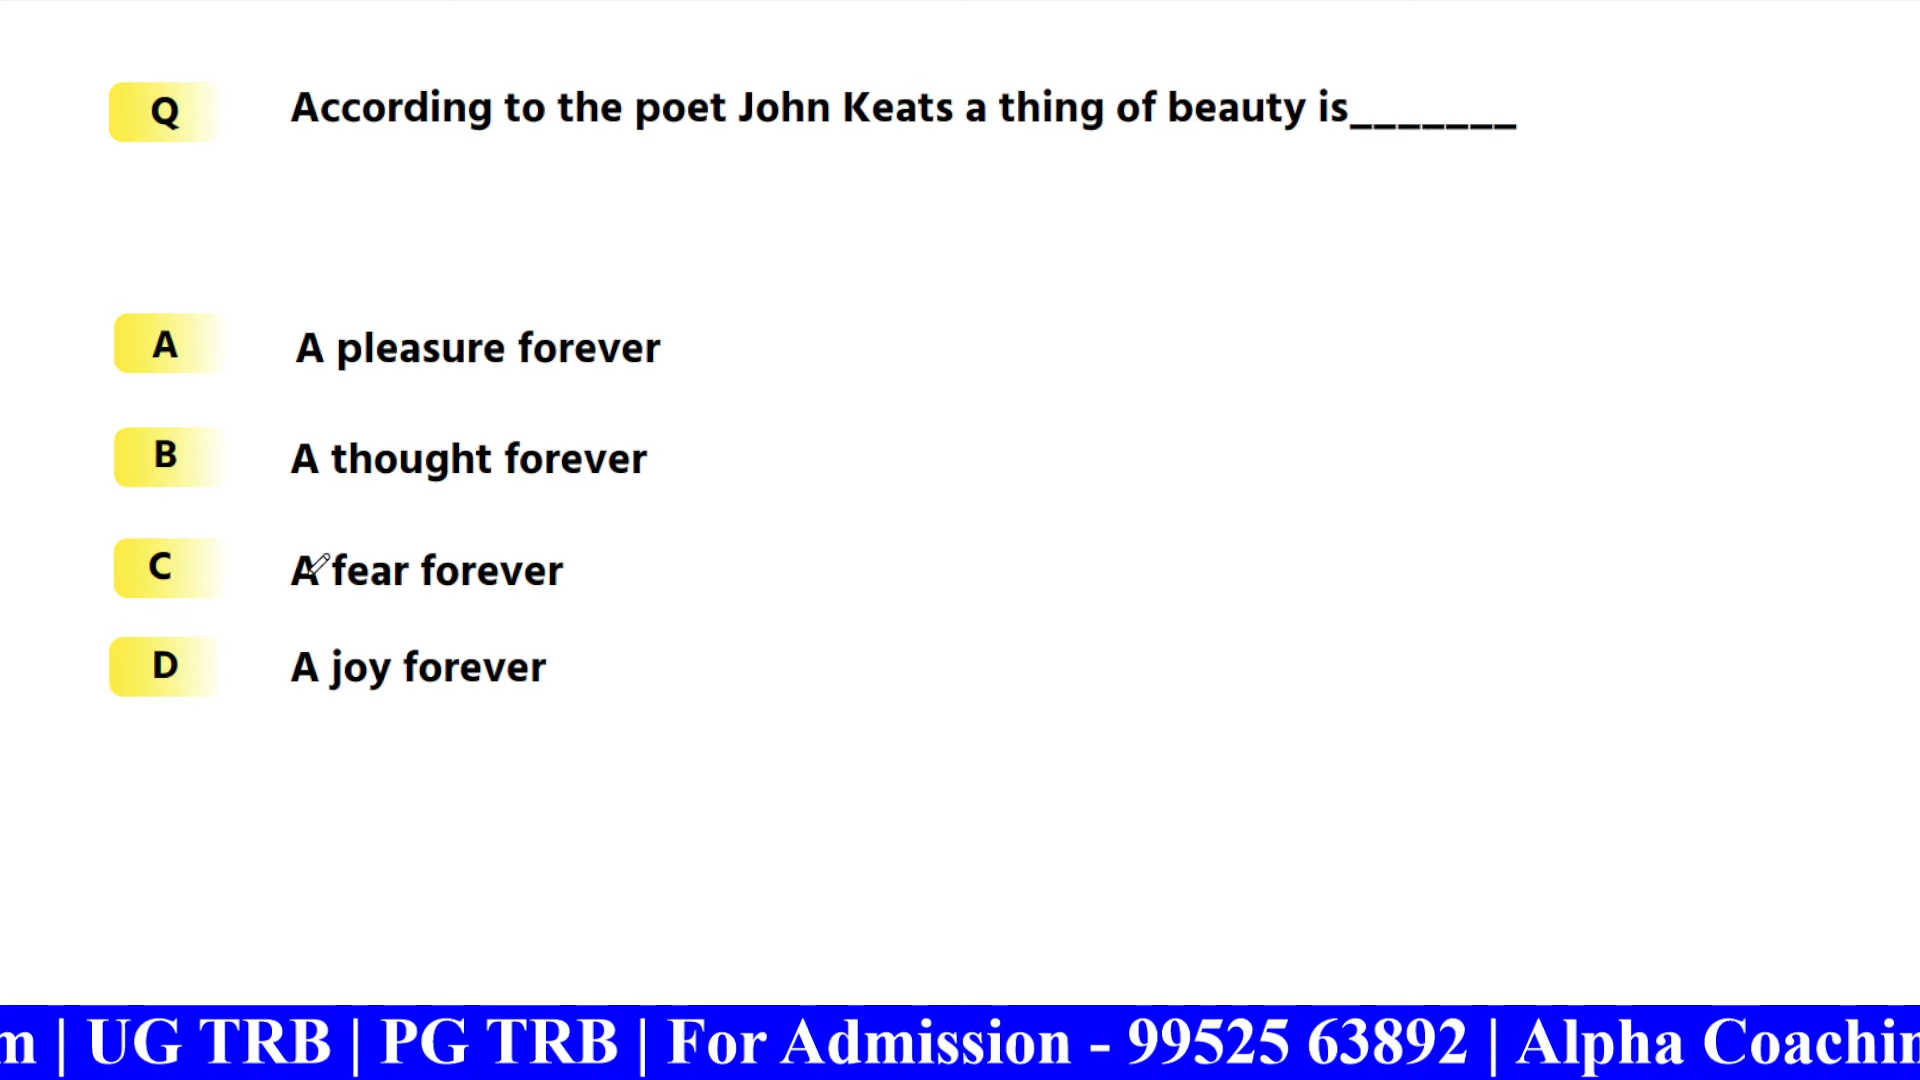 Q According to the poet John Keats a thing of beauty is_______
A A pleasure forever
B A thought forever
C A fear forever
D A joy forever
m | UG TRB | PG TRB | For Admission - 99525 63892 | Alpha Coachin